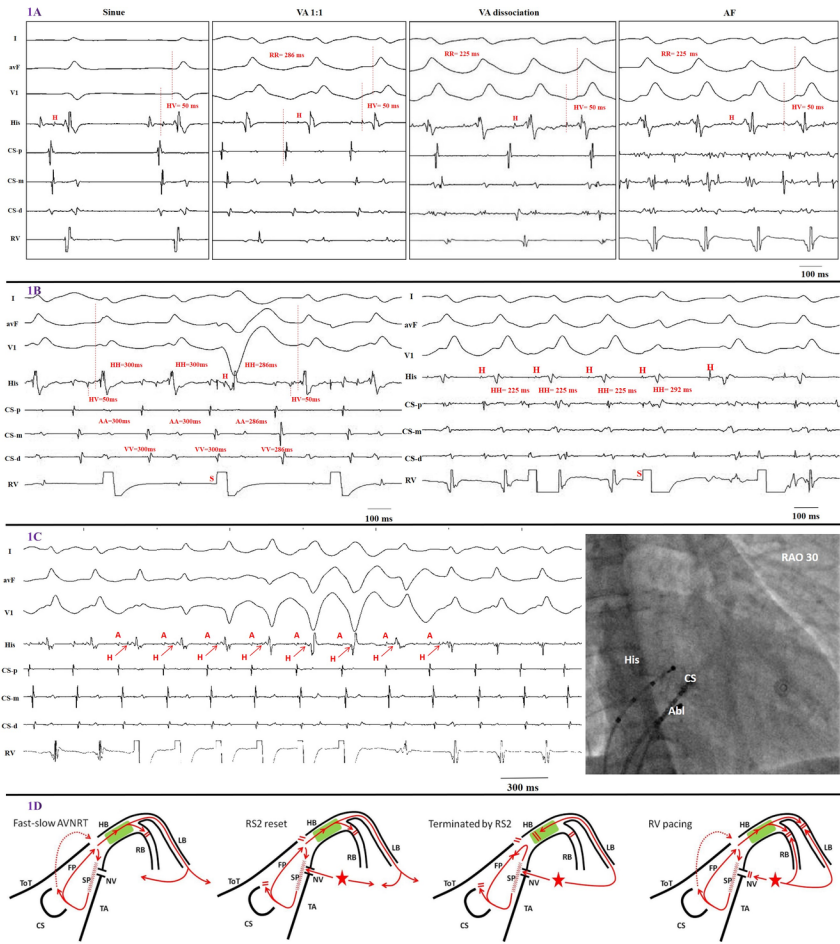 1A
Sinue VA 1:1 VA dissociation AF
I RR= 286 ms RR= 225 ms RR= 225 ms
avF
V1
HV= 50 ms HV= 50 ms HV= 50 ms HV= 50 ms
His H H H H
CS-p
CS-m
CS-d
RV
100 ms
1B
I
avF
V1
HH=300ms HH=300ms HH=286ms
His H
HV=50ms HV=50ms
CS-p
AA=300ms AA=300ms AA=286ms
CS-m
CS-d
VV=300ms VV=300ms VV=286ms
RV S
100 ms
I
avF
V1
H H H H H
His
HH= 225 ms HH= 225 ms HH= 225 ms HH= 292 ms
CS-p
CS-m
CS-d
RV S
100 ms
1C
I
avF
V1
A A A A A A A A
His
H H H H H H H H
CS-p
CS-m
CS-d
RV
300 ms
RAO 30
His
CS
Abl
1D
Fast-slow AVNRT RS2 reset Terminated by RS2 RV pacing
HB LB RB FP SP NV ToT CS TA
HB LB RB FP SP NV ToT CS TA
HB LB RB FP SP NV ToT CS TA
HB LB RB FP SP NV ToT CS TA